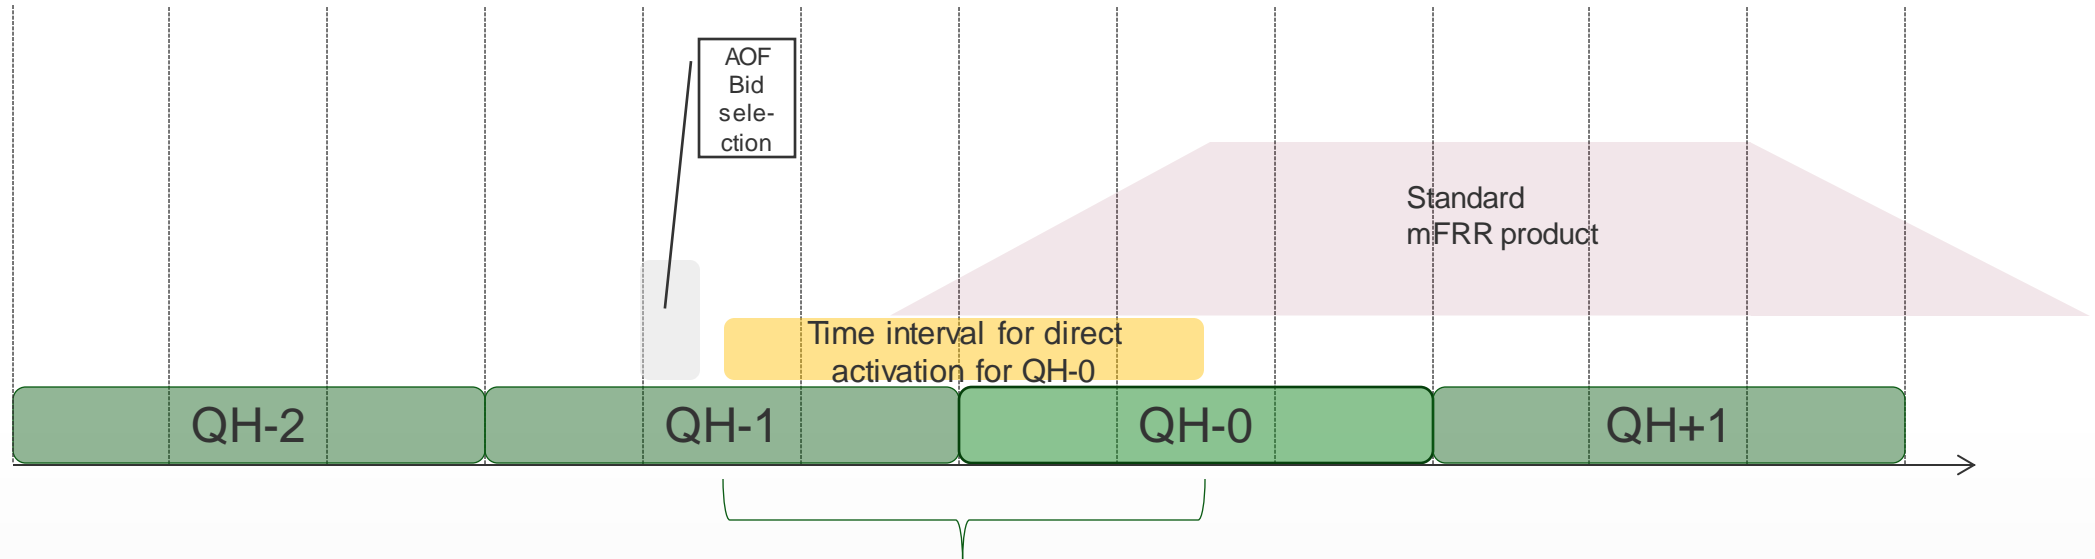 AOF
Bid
sele-
ction
Standard
mFRR product
Time interval for direct
activation for QH-0
QH-2
QH-1
QH-0
QH+1